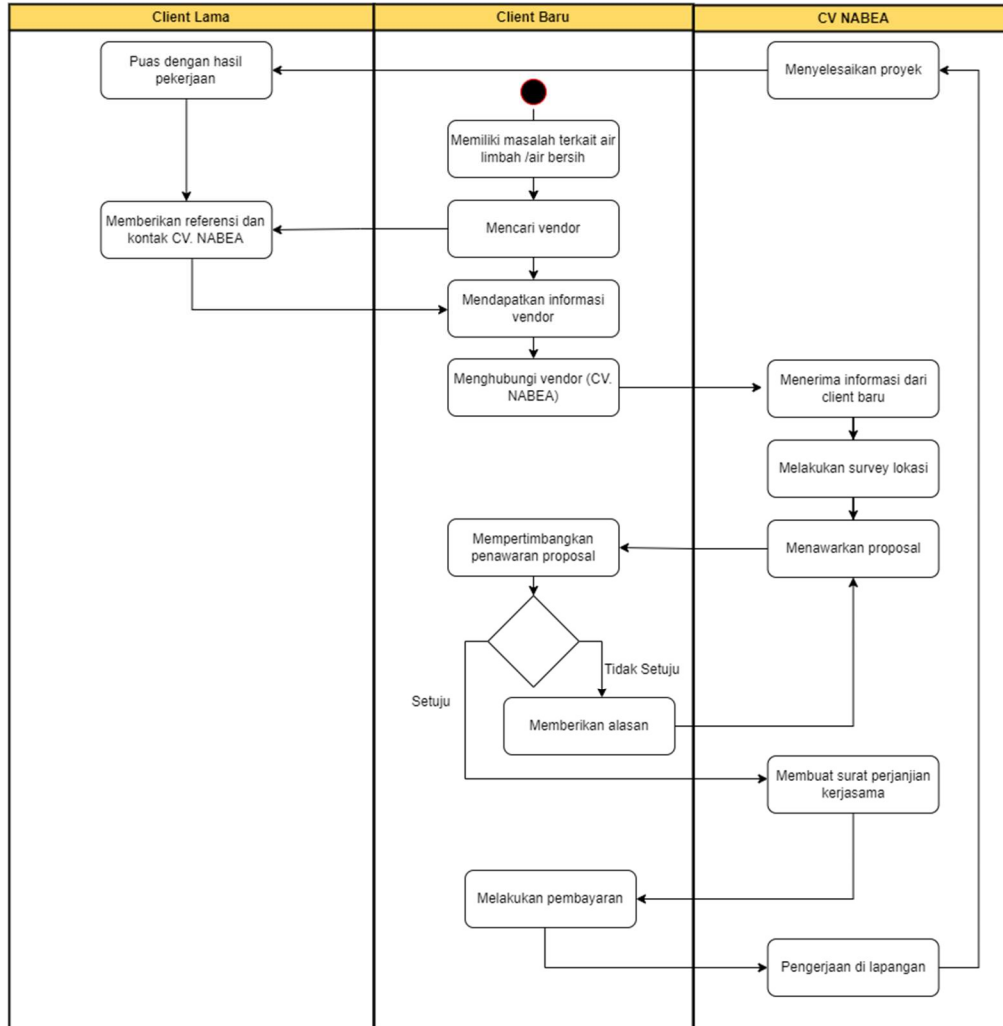 Client Lama
Client Baru
CV NABEA
Puas dengan hasil
pekerjaan
Menyelesaikan proyek
Memiliki masalah terkait air
limbah /air bersih
Memberikan referensi dan
kontak CV. NABEA
Mencari vendor
Mendapatkan informasi
vendor
Menghubungi vendor (CV.
NABEA)
Menerima informasi dari
client baru
Melakukan survey lokasi
Mempertimbangkan
penawaran proposal
Menawarkan proposal
Tidak Setuju
Setuju
Memberikan alasan
Membuat surat perjanjian
kerjasama
Melakukan pembayaran
Pengerjaan di lapangan